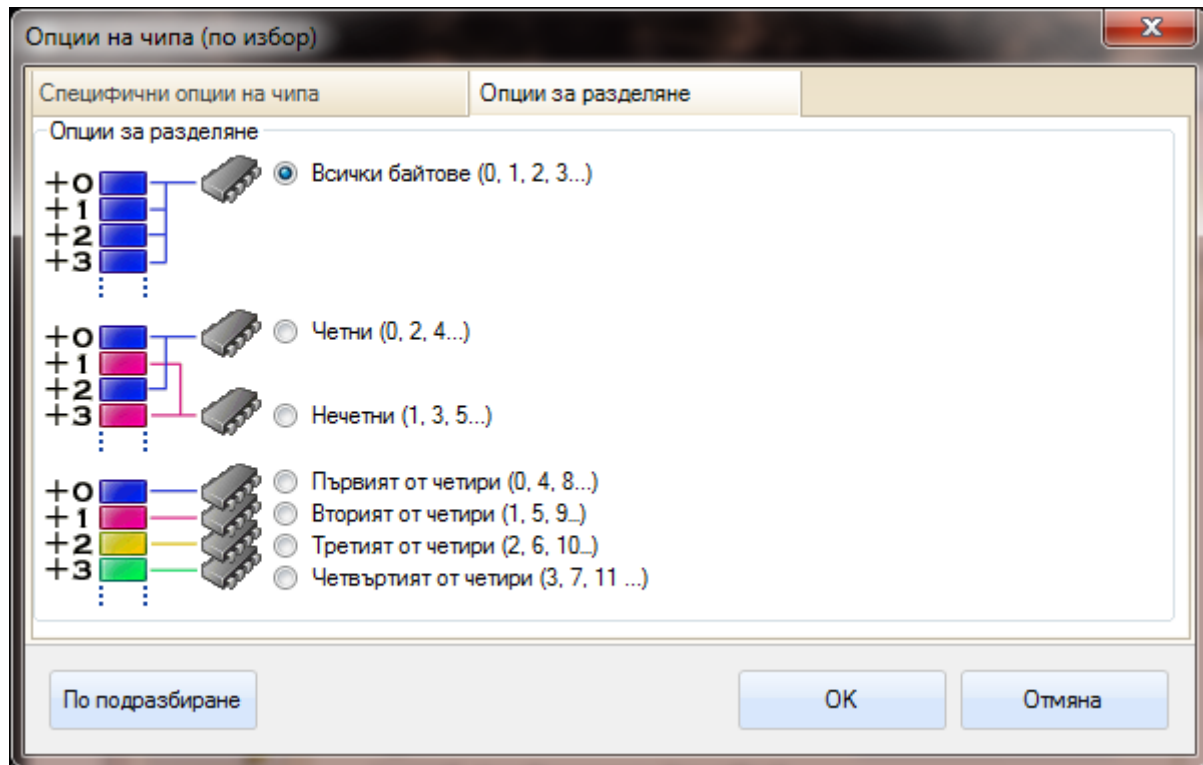 Опции на чипа (по избор)
Специфични опции на чипа
Опции за разделяне
Опции за разделяне
+0
+1
+2
+3
Всички байтове (0, 1, 2, 3...)
+0
+1
+2
+3
Четни (0, 2, 4...)
Нечетни (1, 3, 5...)
+0
+1
+2
+3
Първият от четири (0, 4, 8...)
Вторият от четири (1, 5, 9...)
Третият от четири (2, 6, 10...)
Четвъртият от четири (3, 7, 11 ...)
По подразбиране
OK
Отмяна